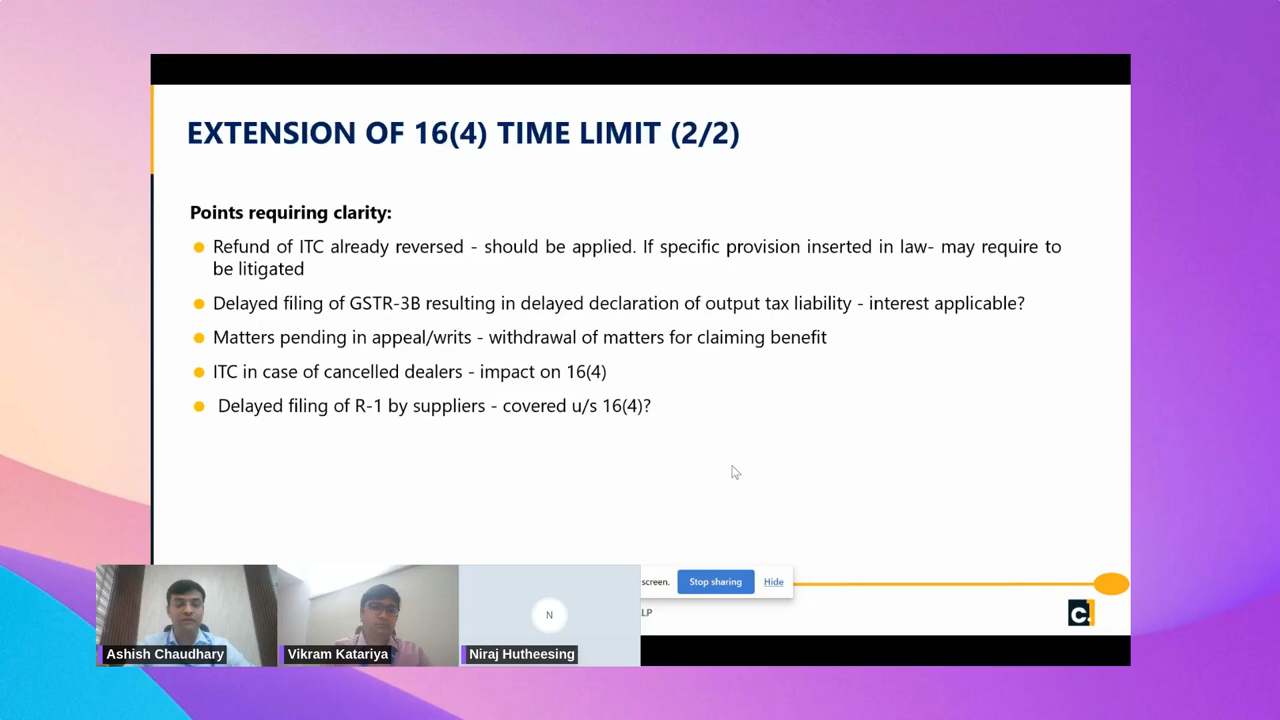 EXTENSION OF 16(4) TIME LIMIT (2/2)
Points requiring clarity:
Refund of ITC already reversed - should be applied. If specific provision inserted in law- may require to
be litigated
Delayed filing of GSTR-3B resulting in delayed declaration of output tax liability - interest applicable?
Matters pending in appeal/writs - withdrawal of matters for claiming benefit
ITC in case of cancelled dealers - impact on 16(4)
Delayed filing of R-1 by suppliers - covered u/s 16(4)?
screen. Stop sharing Hide
LP
C.
N
Ashish Chaudhary Vikram Katariya Niraj Hutheesing